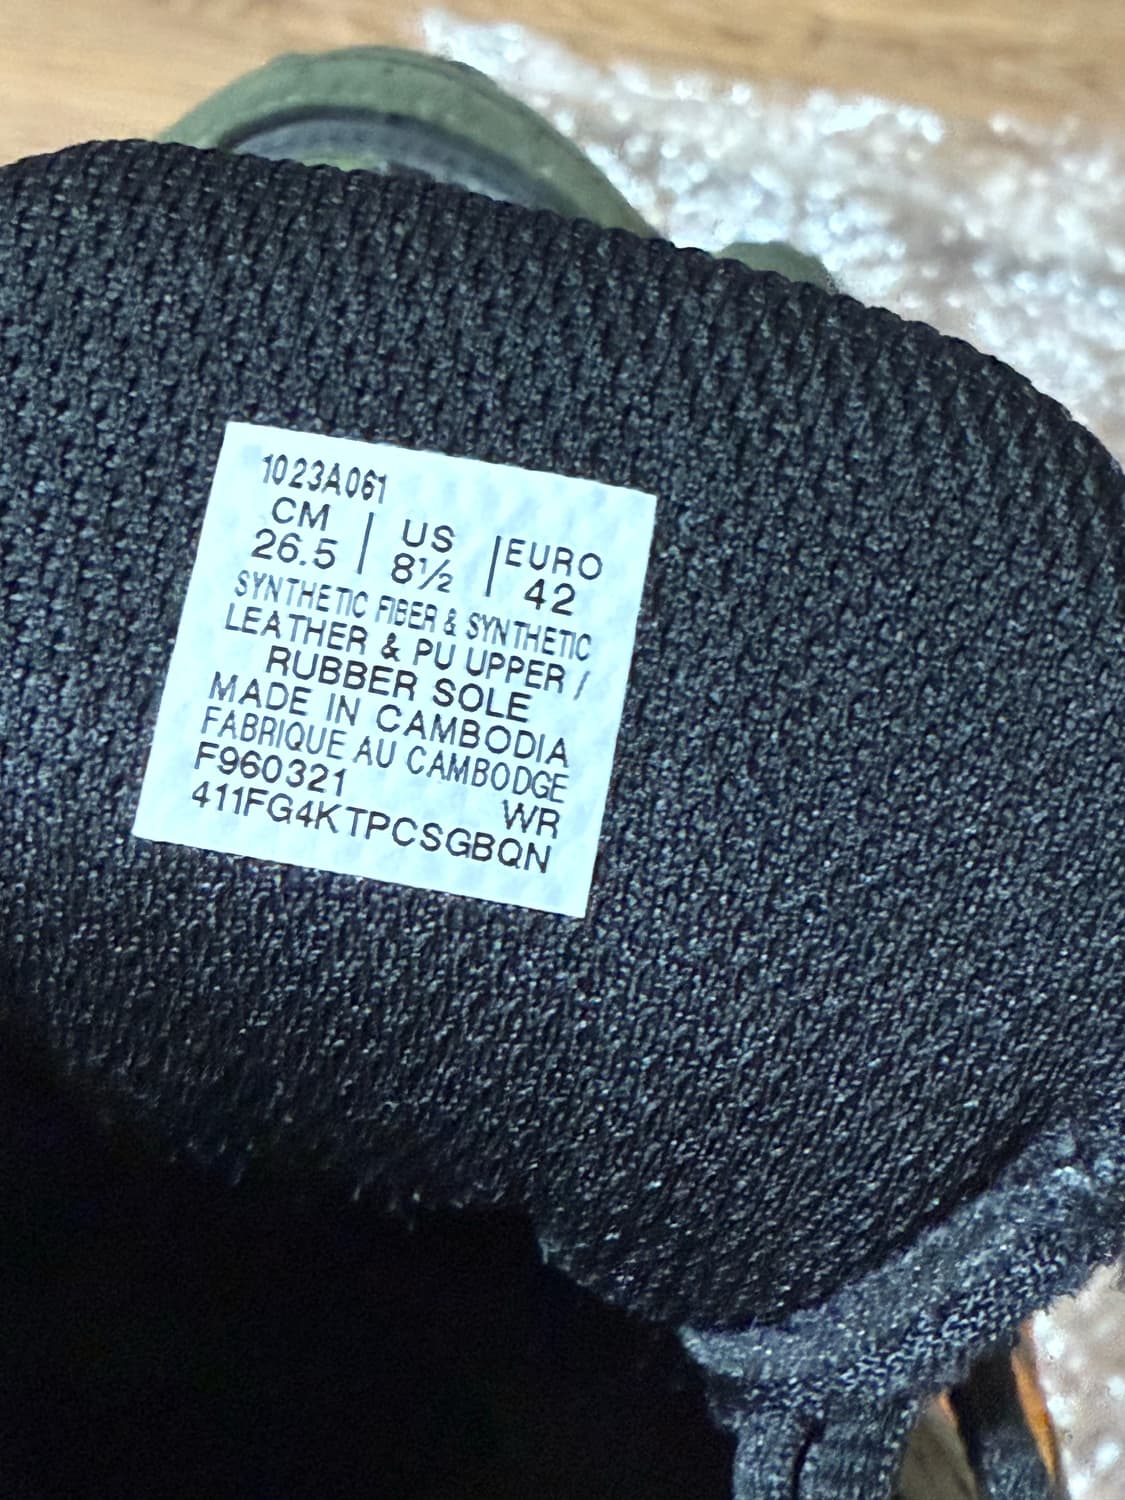 1023A061
CM | US | EURO
26.5 | 8½ | 42
SYNTHETIC FIBER & SYNTHETIC
LEATHER & PU UPPER /
RUBBER SOLE
MADE IN CAMBODIA
FABRIQUE AU CAMBODGE
F960321 WR
411FG4KTPCSGBQN